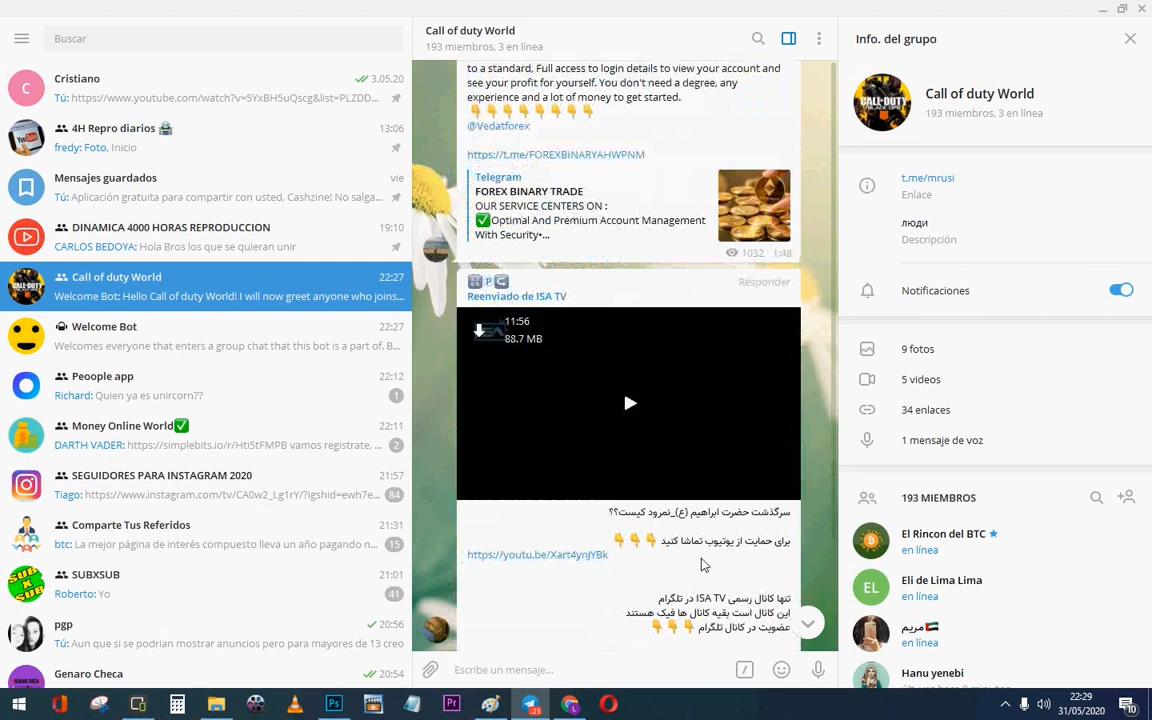 Buscar
Cristiano
3.05.20
Tú: https://www.youtube.com/watch?v=5YxBH5uQscg&list=PLZDD...
4H Repro diarios
13:06
fredy: Foto, Inicio
Mensajes guardados
vie
Tú: Aplicación gratuita para compartir con usted, Cashzine! No salga...
DINAMICA 4000 HORAS REPRODUCCION
19:10
CARLOS BEDOYA: Hola Bros los que se quieran unir
Call of duty World
22:27
Welcome Bot: Hello Call of duty World! I will now greet anyone who joins...
Welcome Bot
22:27
Welcomes everyone that enters a group chat that this bot is a part of. B...
Peoople app
22:12
Richard: Quien ya es unircorn??
1
Money Online World✅
22:11
DARTH VADER: https://simplebits.io/r/Hti5tFMPB vamos registrate, ...
2
SEGUIDORES PARA INSTAGRAM 2020
21:57
Tiago: https://www.instagram.com/tv/CA0w2_Lg1rY/?igshid=ewh7e...
84
Comparte Tus Referidos
21:31
btc: La mejor página de interés compuesto lleva un año pagando n...
15
SUBXSUB
21:01
Roberto: Yo
41
pgp
20:56
Tú: Aun que si se podrian mostrar anuncios pero para mayores de 13 creo
Genaro Checa
20:54
Call of duty World
193 miembros, 3 en línea
to a standard, Full access to login details to view your account and
see your profit for yourself. You don't need a degree, any
experience and a lot of money to get started.
👇👇👇👇👇👇👇👇👇
@Vedatforex
https://t.me/FOREXBINARYAHWPNM
Telegram
FOREX BINARY TRADE
OUR SERVICE CENTERS ON :
✅Optimal And Premium Account Management
With Security•...
1032 1:48
P
Responder
Reenviado de ISA TV
11:56
88.7 MB
سرگذشت حضرت ابراهیم (ع)_نمرود کیست؟؟
برای حمایت از یوتیوب تماشا کنید 👇👇👇
https://youtu.be/Xart4ynJYBk
تنها کانال رسمی ISA TV در تلگرام
این کانال است بقیه کانال ها فیک هستند
عضویت در کانال تلگرام 👇👇👇
Escribe un mensaje...
Info. del grupo
Call of duty World
193 miembros, 3 en línea
t.me/mrusi
Enlace
люди
Descripción
Notificaciones
9 fotos
5 videos
34 enlaces
1 mensaje de voz
193 MIEMBROS
El Rincon del BTC
en línea
EL
Eli de Lima Lima
en línea
مریم🇦🇪
en línea
Hanu yenebi
22:29
31/05/2020